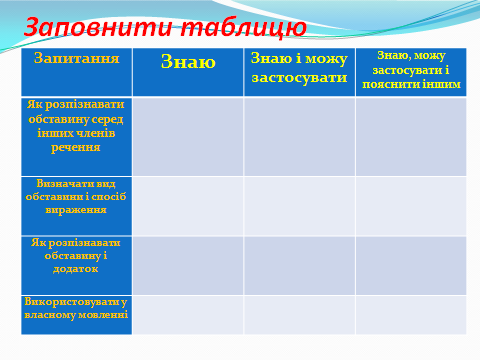 Заповнити таблицю
Запитання
Знаю
Знаю і можу
застосувати
Знаю, можу
застосувати і
пояснити іншим
Як розпізнавати
обставину серед
інших членів
речення
Визначати вид
обставини і спосіб
вираження
Як розпізнавати
обставину і
додаток
Використовувати у
власному мовленні